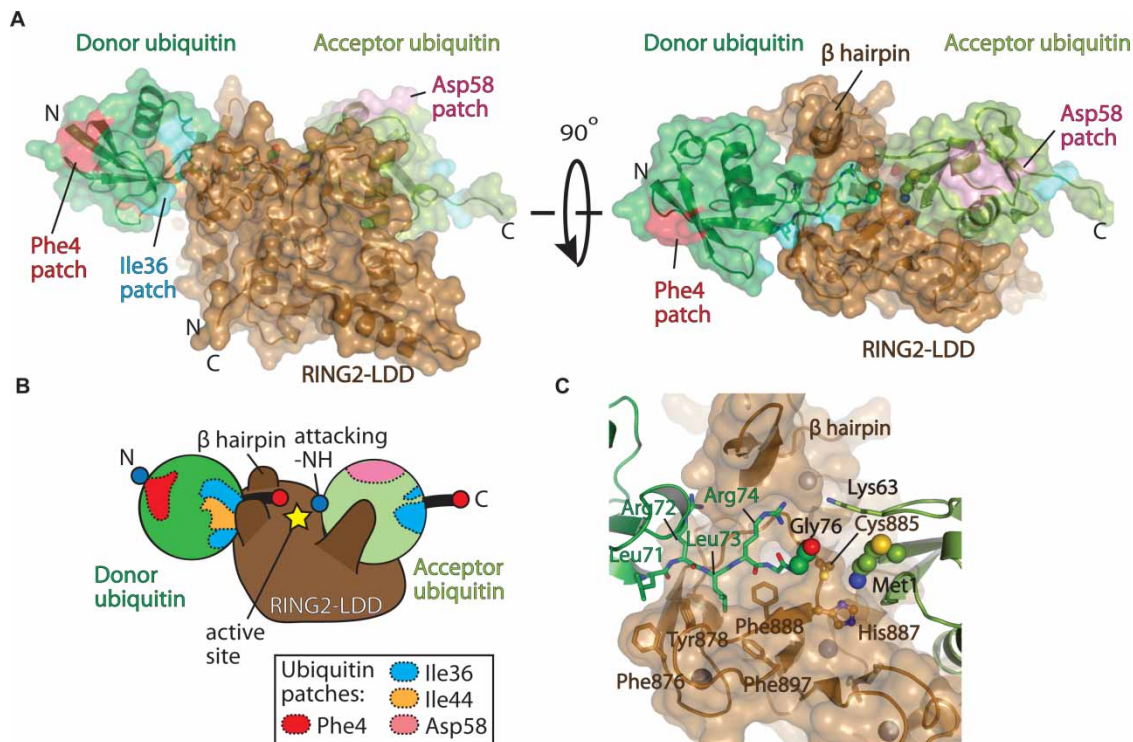 A
Donor ubiquitin
Acceptor ubiquitin
Asp58
patch
N
Phe4
patch
Ile36
patch
N
C
C
RING2-LDD
90°
Donor ubiquitin
β hairpin
Acceptor ubiquitin
Asp58
patch
N
Phe4
patch
C
RING2-LDD
B
β hairpin
attacking
-NH
N
C
Donor
ubiquitin
RING2-LDD
Acceptor
ubiquitin
active
site
Ubiquitin
patches:
Phe4
Ile36
Ile44
Asp58
C
β hairpin
Arg72
Arg74
Lys63
Leu71
Leu73
Gly76
Cys885
Met1
Phe888
Tyr878
His887
Phe876
Phe897